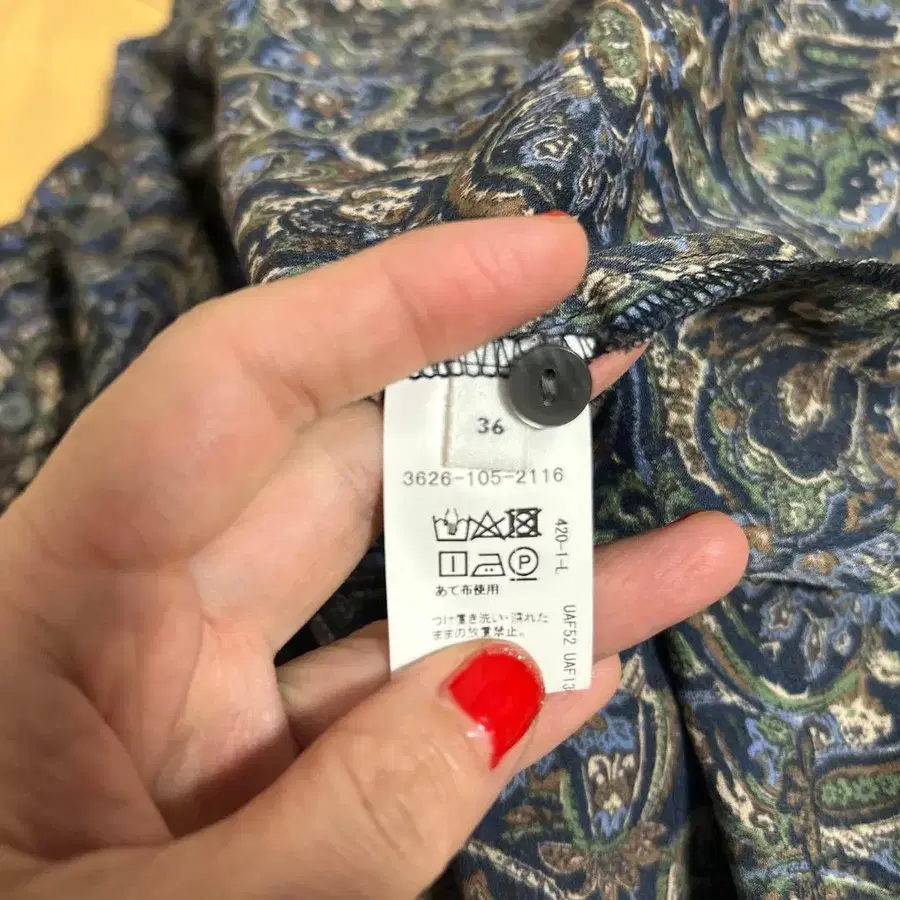 36
3626-105-2116
あて布使用
つけ置き洗い・濡れた
ままの放置禁止。
420-1-L
UAF52 UAF13